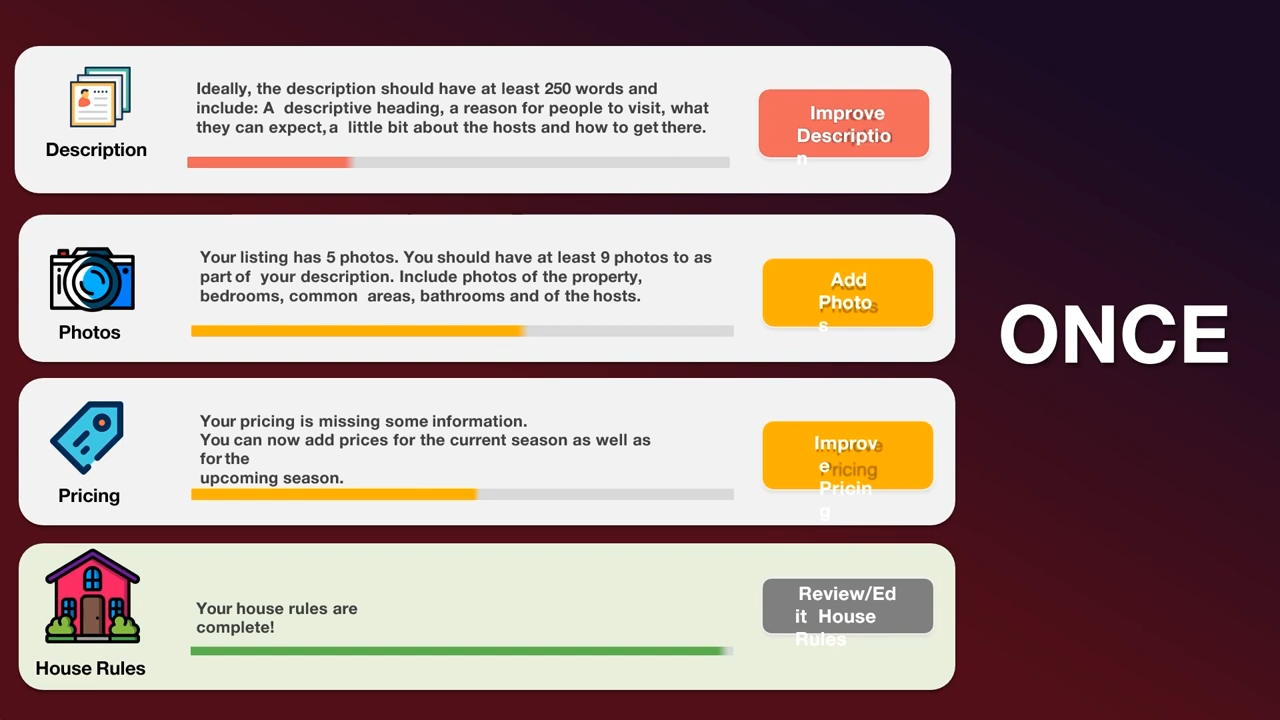 Ideally, the description should have at least 250 words and
include: A descriptive heading, a reason for people to visit, what
they can expect, a little bit about the hosts and how to get there.
Description
Improve
Descriptio
n
Your listing has 5 photos. You should have at least 9 photos to as
part of your description. Include photos of the property,
bedrooms, common areas, bathrooms and of the hosts.
Photos
Add
Photo
s
ONCE
Your pricing is missing some information.
You can now add prices for the current season as well as
for the
upcoming season.
Pricing
Improv
e
Pricin
g
Your house rules are
complete!
House Rules
Review/Ed
it House
Rules